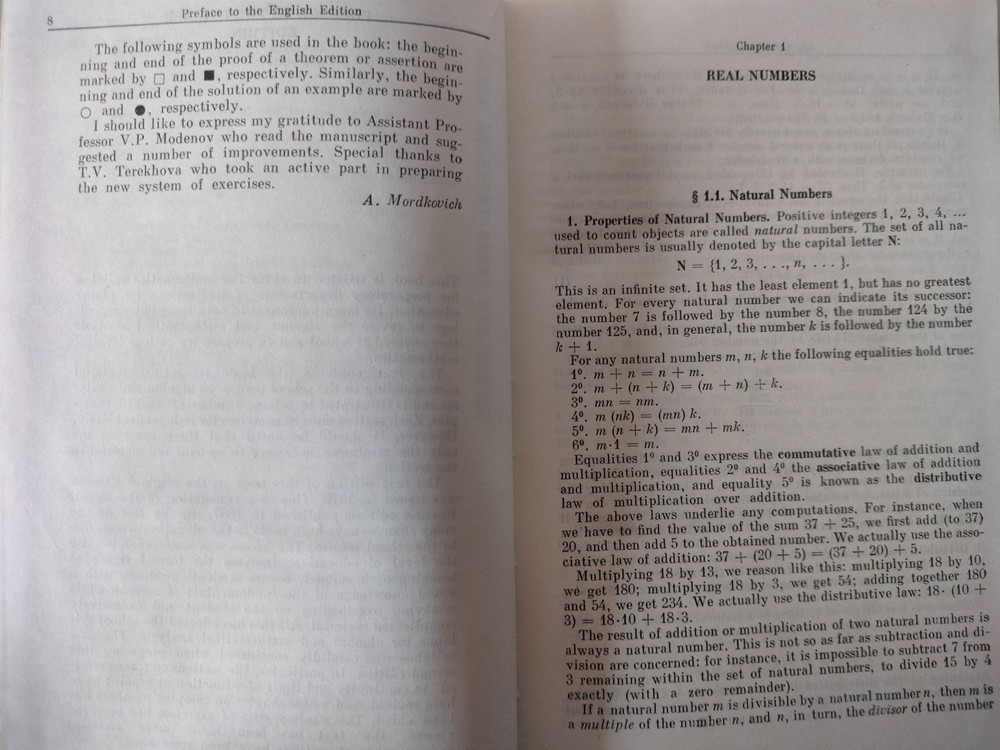 8
Preface to the English Edition
The following symbols are used in the book: the begin-
ning and end of the proof of a theorem or assertion are
marked by □ and ■, respectively. Similarly, the begin-
ning and end of the solution of an example are marked by
○ and ●, respectively.
I should like to express my gratitude to Assistant Pro-
fessor V.P. Modenov who read the manuscript and sug-
gested a number of improvements. Special thanks to
T.V. Terekhova who took an active part in preparing
the new system of exercises.
A. Mordkovich
Chapter 1
REAL NUMBERS
§ 1.1. Natural Numbers
1. Properties of Natural Numbers. Positive integers 1, 2, 3, 4, ...
used to count objects are called natural numbers. The set of all na-
tural numbers is usually denoted by the capital letter N:
N = {1, 2, 3, . . ., n, . . . }.
This is an infinite set. It has the least element 1, but has no greatest
element. For every natural number we can indicate its successor:
the number 7 is followed by the number 8, the number 124 by the
number 125, and, in general, the number k is followed by the number
k + 1.
For any natural numbers m, n, k the following equalities hold true:
1⁰. m + n = n + m.
2⁰. m + (n + k) = (m + n) + k.
3⁰. mn = nm.
4⁰. m (nk) = (mn) k.
5⁰. m (n + k) = mn + mk.
6⁰. m·1 = m.
Equalities 1⁰ and 3⁰ express the commutative law of addition and
multiplication, equalities 2⁰ and 4⁰ the associative law of addition
and multiplication, and equality 5⁰ is known as the distributive
law of multiplication over addition.
The above laws underlie any computations. For instance, when
we have to find the value of the sum 37 + 25, we first add (to 37)
20, and then add 5 to the obtained number. We actually use the asso-
ciative law of addition: 37 + (20 + 5) = (37 + 20) + 5.
Multiplying 18 by 13, we reason like this: multiplying 18 by 10,
we get 180; multiplying 18 by 3, we get 54; adding together 180
and 54, we get 234. We actually use the distributive law: 18· (10 +
3) = 18·10 + 18·3.
The result of addition or multiplication of two natural numbers is
always a natural number. This is not so as far as subtraction and di-
vision are concerned: for instance, it is impossible to subtract 7 from
3 remaining within the set of natural numbers, to divide 15 by 4
exactly (with a zero remainder).
If a natural number m is divisible by a natural number n, then m is
a multiple of the number n, and n, in turn, the divisor of the number